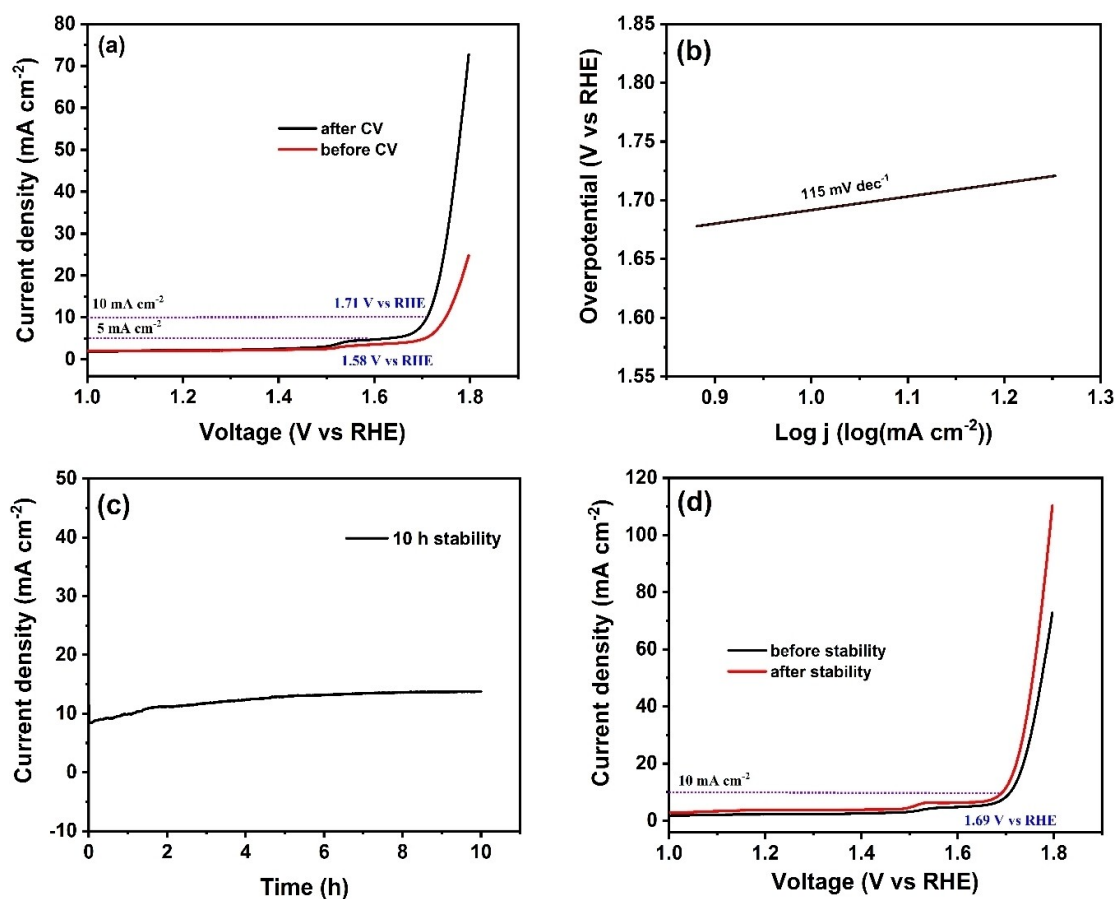 (a)
80
70
60
50
40
30
20
10
0
Current density (mA cm⁻²)
after CV
before CV
10 mA cm⁻²
1.71 V vs RHE
5 mA cm⁻²
1.58 V vs RHE
1.0 1.2 1.4 1.6 1.8
Voltage (V vs RHE)
(b)
1.85
1.80
1.75
1.70
1.65
1.60
1.55
Overpotential (V vs RHE)
115 mV dec⁻¹
0.9 1.0 1.1 1.2 1.3
Log j (log(mA cm⁻²))
(c)
50
40
30
20
10
0
-10
Current density (mA cm⁻²)
10 h stability
0 2 4 6 8 10
Time (h)
(d)
120
100
80
60
40
20
0
Current density (mA cm⁻²)
before stability
after stability
10 mA cm⁻²
1.69 V vs RHE
1.0 1.2 1.4 1.6 1.8
Voltage (V vs RHE)